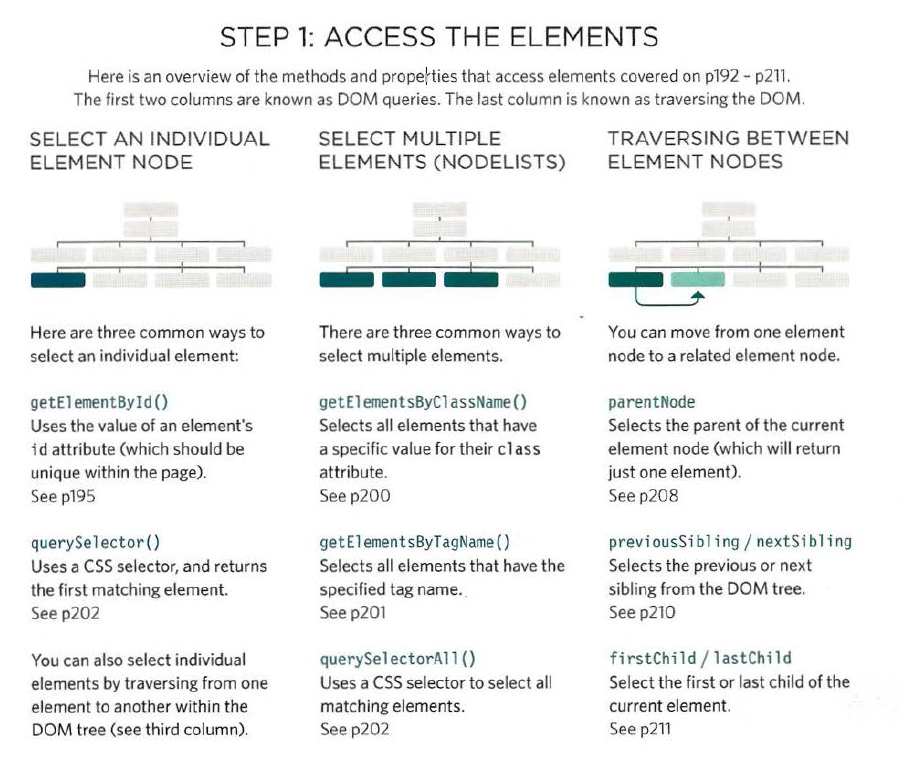 STEP 1: ACCESS THE ELEMENTS
Here is an overview of the methods and properties that access elements covered on p192 – p211.
The first two columns are known as DOM queries. The last column is known as traversing the DOM.
SELECT AN INDIVIDUAL
ELEMENT NODE
Here are three common ways to
select an individual element:
getElementById()
Uses the value of an element's
id attribute (which should be
unique within the page).
See p195
querySelector()
Uses a CSS selector, and returns
the first matching element.
See p202
You can also select individual
elements by traversing from one
element to another within the
DOM tree (see third column).
SELECT MULTIPLE
ELEMENTS (NODELISTS)
There are three common ways to
select multiple elements.
getElementsByClassName()
Selects all elements that have
a specific value for their class
attribute.
See p200
getElementsByTagName()
Selects all elements that have the
specified tag name.
See p201
querySelectorAll()
Uses a CSS selector to select all
matching elements.
See p202
TRAVERSING BETWEEN
ELEMENT NODES
You can move from one element
node to a related element node.
parentNode
Selects the parent of the current
element node (which will return
just one element).
See p208
previousSibling / nextSibling
Selects the previous or next
sibling from the DOM tree.
See p210
firstChild / lastChild
Select the first or last child of the
current element.
See p211